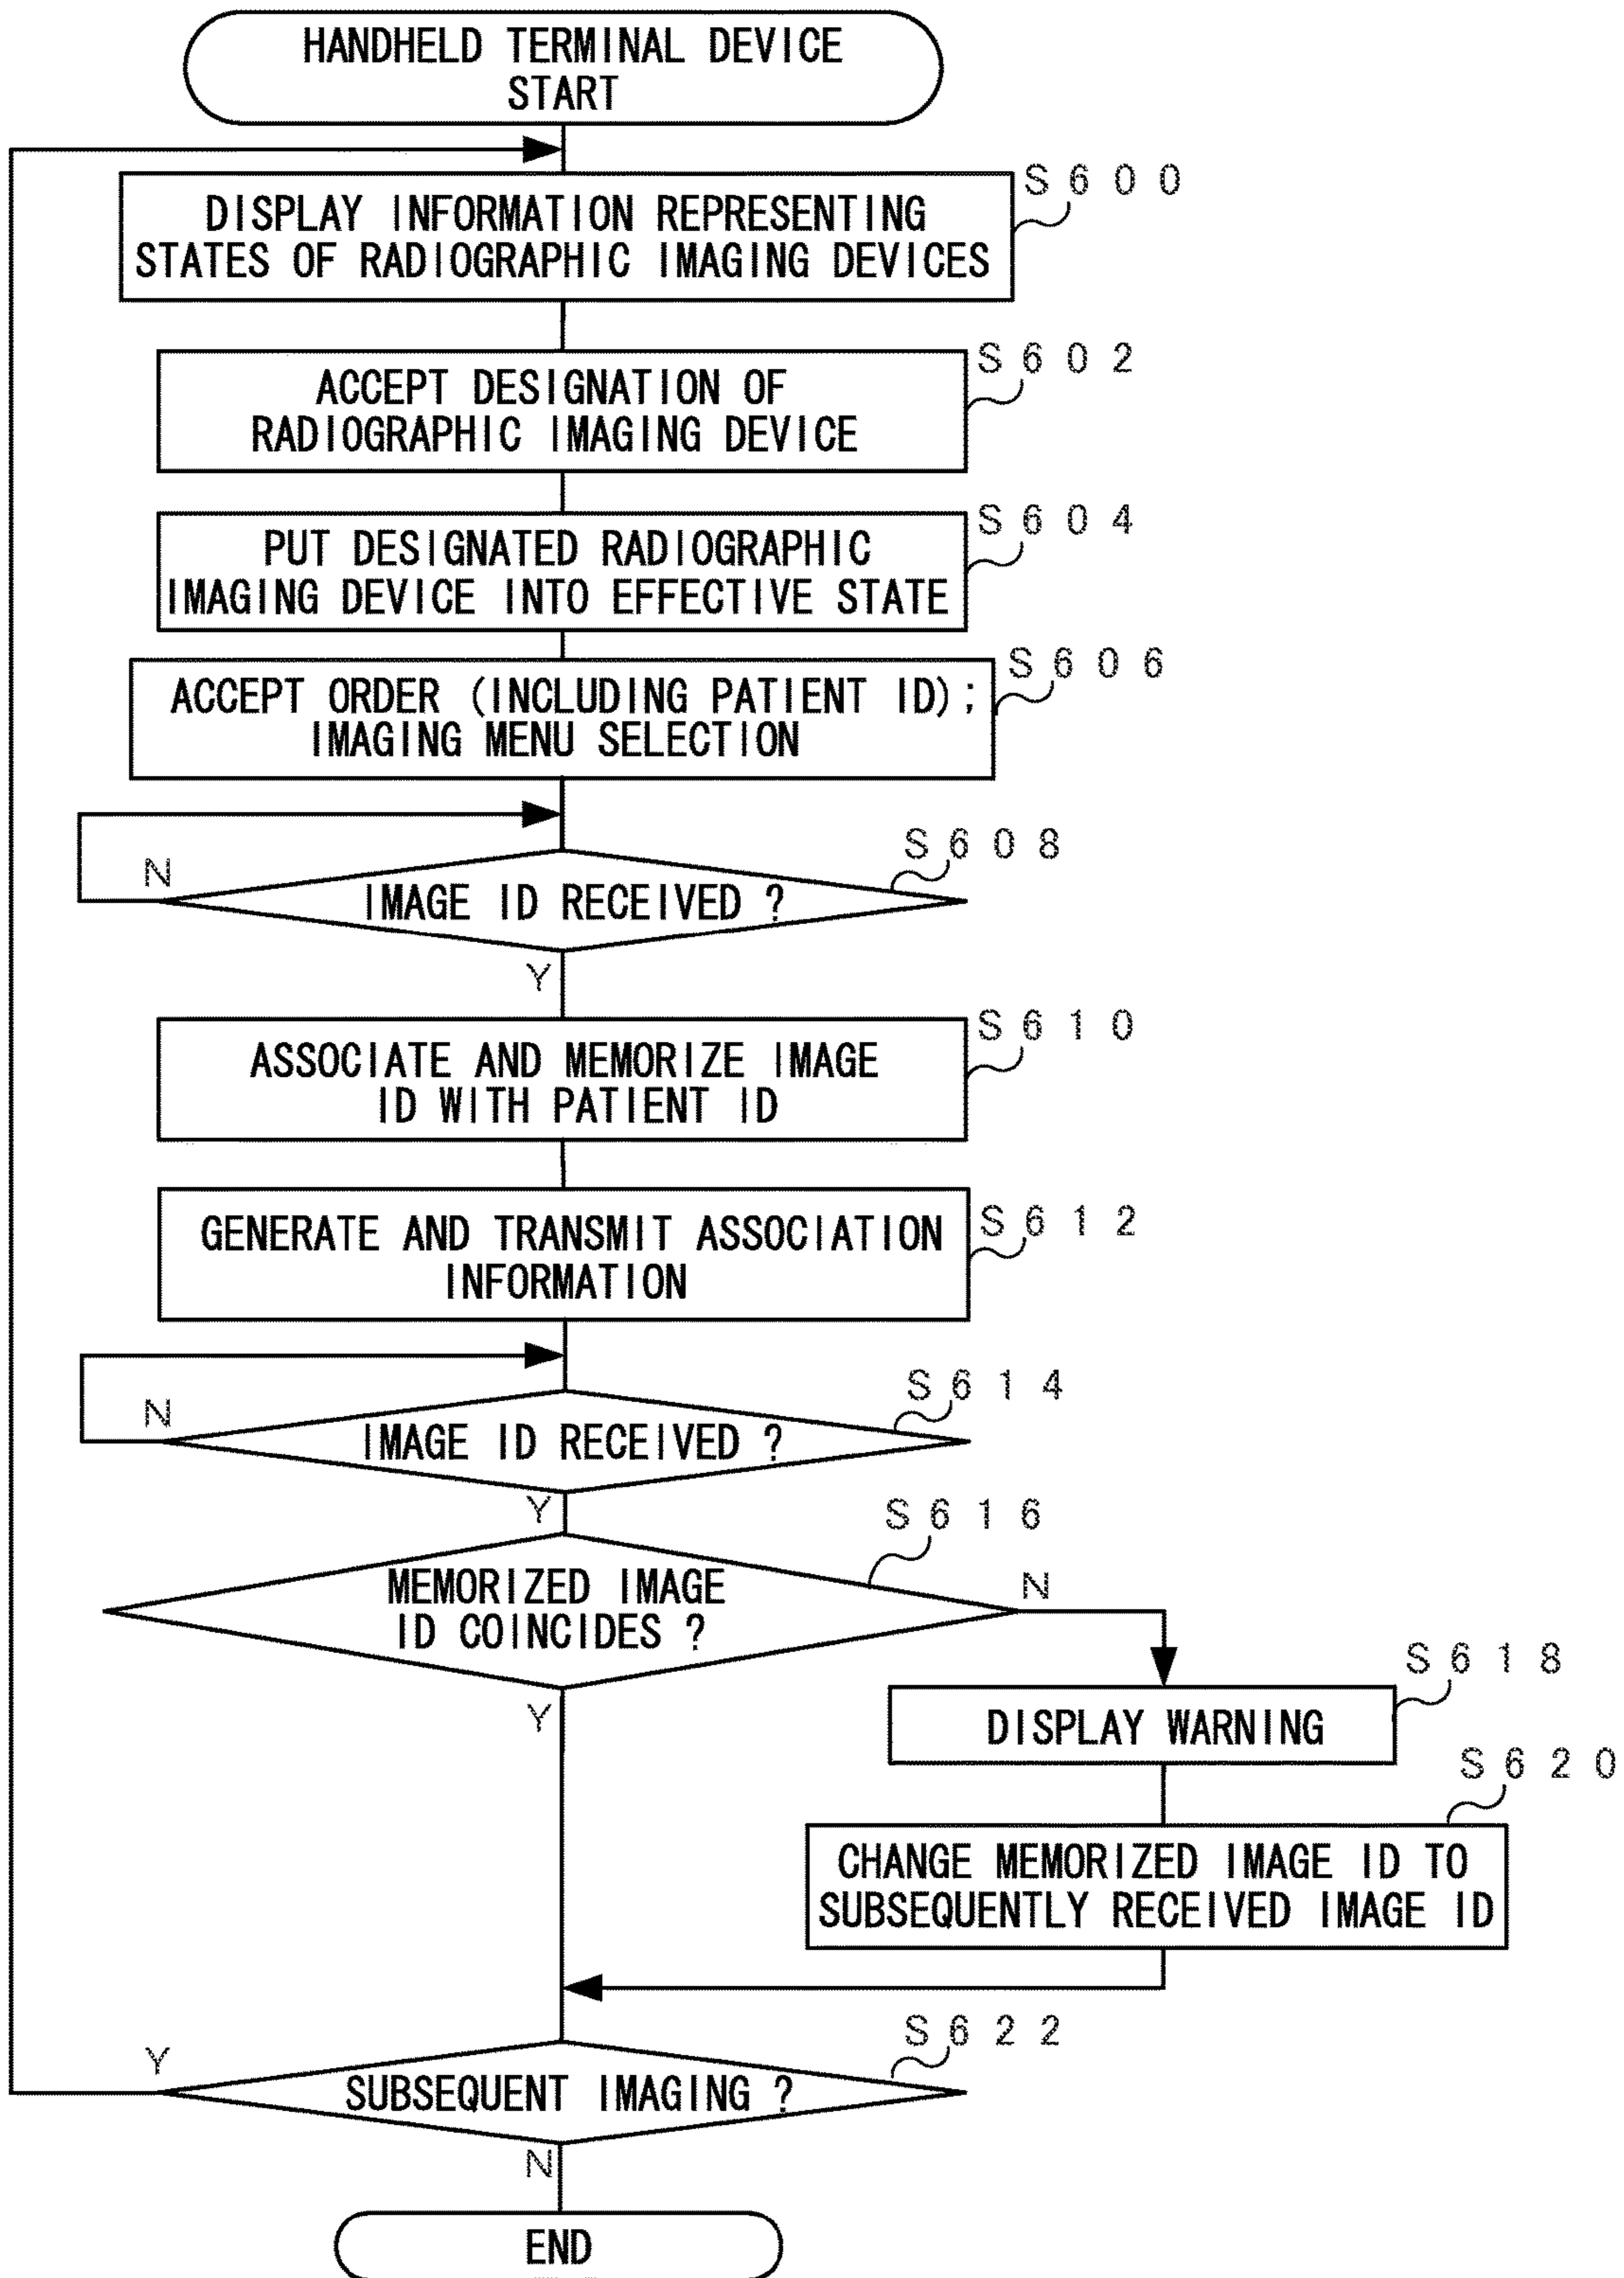 HANDHELD TERMINAL DEVICE
START
S600
DISPLAY INFORMATION REPRESENTING
STATES OF RADIOGRAPHIC IMAGING DEVICES
S602
ACCEPT DESIGNATION OF
RADIOGRAPHIC IMAGING DEVICE
S604
PUT DESIGNATED RADIOGRAPHIC
IMAGING DEVICE INTO EFFECTIVE STATE
S606
ACCEPT ORDER (INCLUDING PATIENT ID);
IMAGING MENU SELECTION
S608
N
IMAGE ID RECEIVED ?
Y
S610
ASSOCIATE AND MEMORIZE IMAGE
ID WITH PATIENT ID
S612
GENERATE AND TRANSMIT ASSOCIATION
INFORMATION
S614
N
IMAGE ID RECEIVED ?
Y
S616
N
MEMORIZED IMAGE
ID COINCIDES ?
Y
S618
DISPLAY WARNING
S620
CHANGE MEMORIZED IMAGE ID TO
SUBSEQUENTLY RECEIVED IMAGE ID
S622
Y
SUBSEQUENT IMAGING ?
N
END